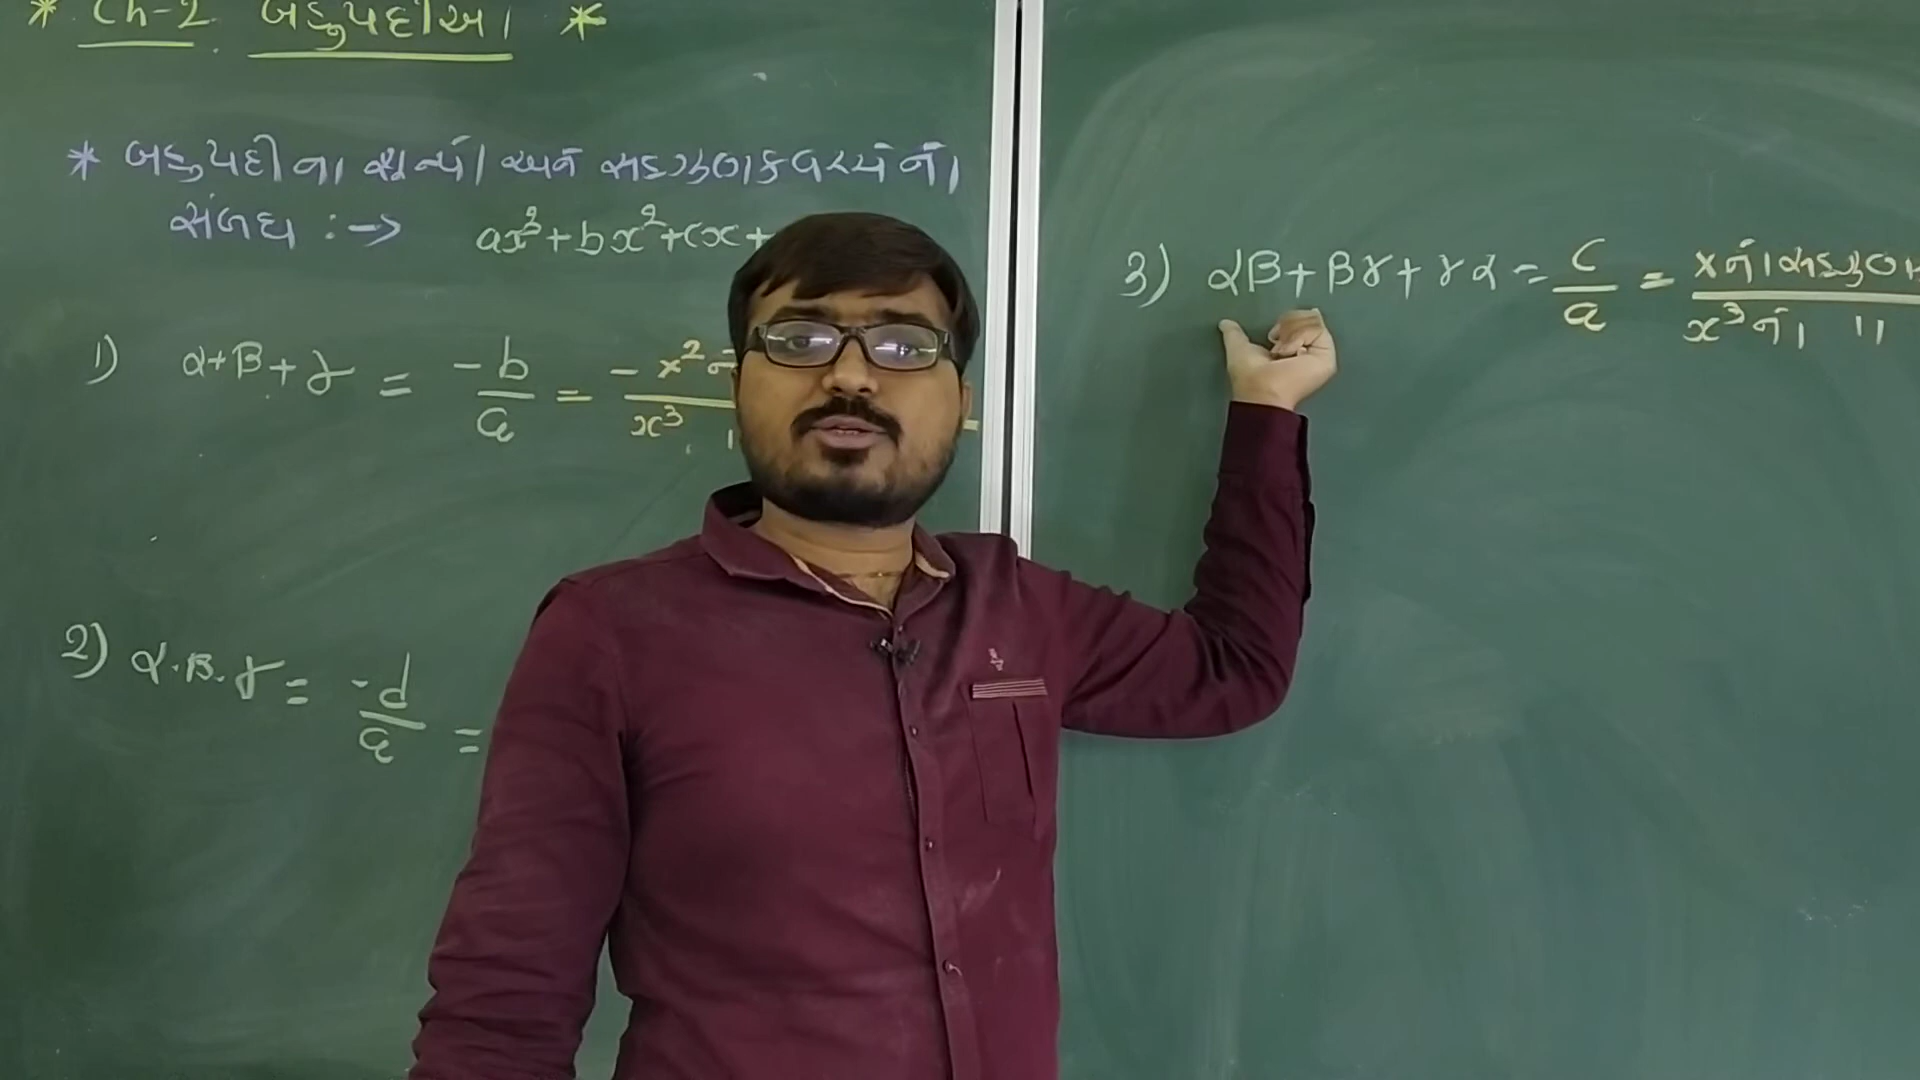 * Ch-2. બહુપદીઓ *
* બહુપદીના શૂન્યો અને સહગુણક વચ્ચેનો
સંબંધ :→ ax³+bx²+cx+
1) α+β+γ = -b/a = - x²ન / x³ "
2) α.β.γ = -d/a =
3) αβ+βγ+γα = c/a = xનો સહગુણ / x³નો "